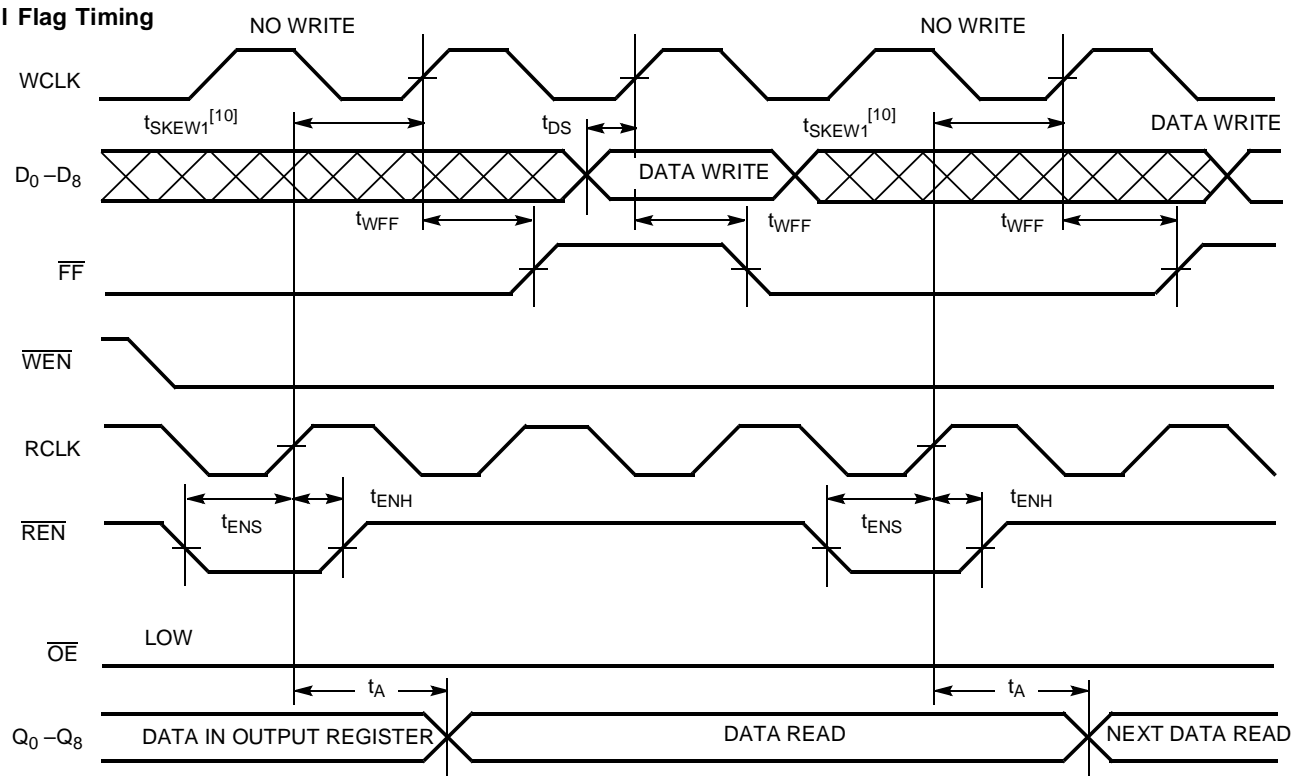 l Flag Timing
NO WRITE
NO WRITE
WCLK
tSKEW1[10]
tDS
tSKEW1[10]
DATA WRITE
D0–D8
DATA WRITE
tWFF
tWFF
tWFF
FF
WEN
RCLK
tENS
tENH
tENS
tENH
REN
LOW
OE
tA
tA
Q0–Q8
DATA IN OUTPUT REGISTER
DATA READ
NEXT DATA READ